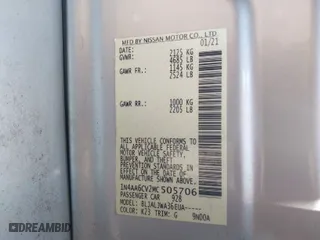 MFD BY NISSAN MOTOR CO., LTD
DATE: 01/21
GVWR: 2125 KG
4685 LB
GAWR FR.: 1145 KG
2524 LB
GAWR RR: 1000 KG
2205 LB
THIS VEHICLE CONFORMS TO ALL APPLICABLE FEDERAL MOTOR VEHICLE SAFETY, BUMPER, AND THEFT PREVENTION STANDARDS IN EFFECT ON THE DATE OF MANUFACTURE SHOWN ABOVE.
1N4AA6CV2MC505706
PASSENGER CAR 928
COLOR: K23 TRIM: G
DEALERSHIP